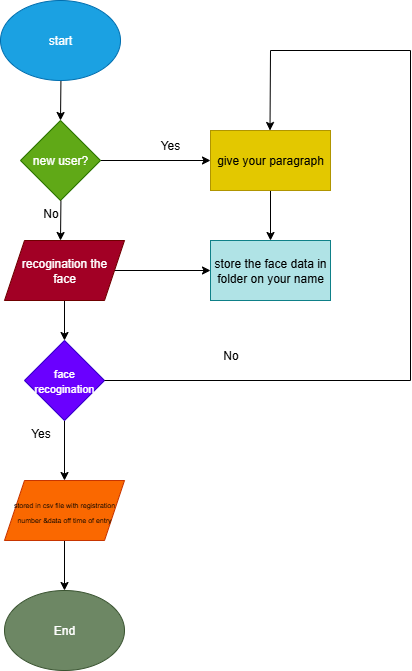 start
new user?
Yes
give your paragraph
No
recogination the
face
store the face data in
folder on your name
No
face
recogination
Yes
stored in csv file with registration
number &data off time of entry
End